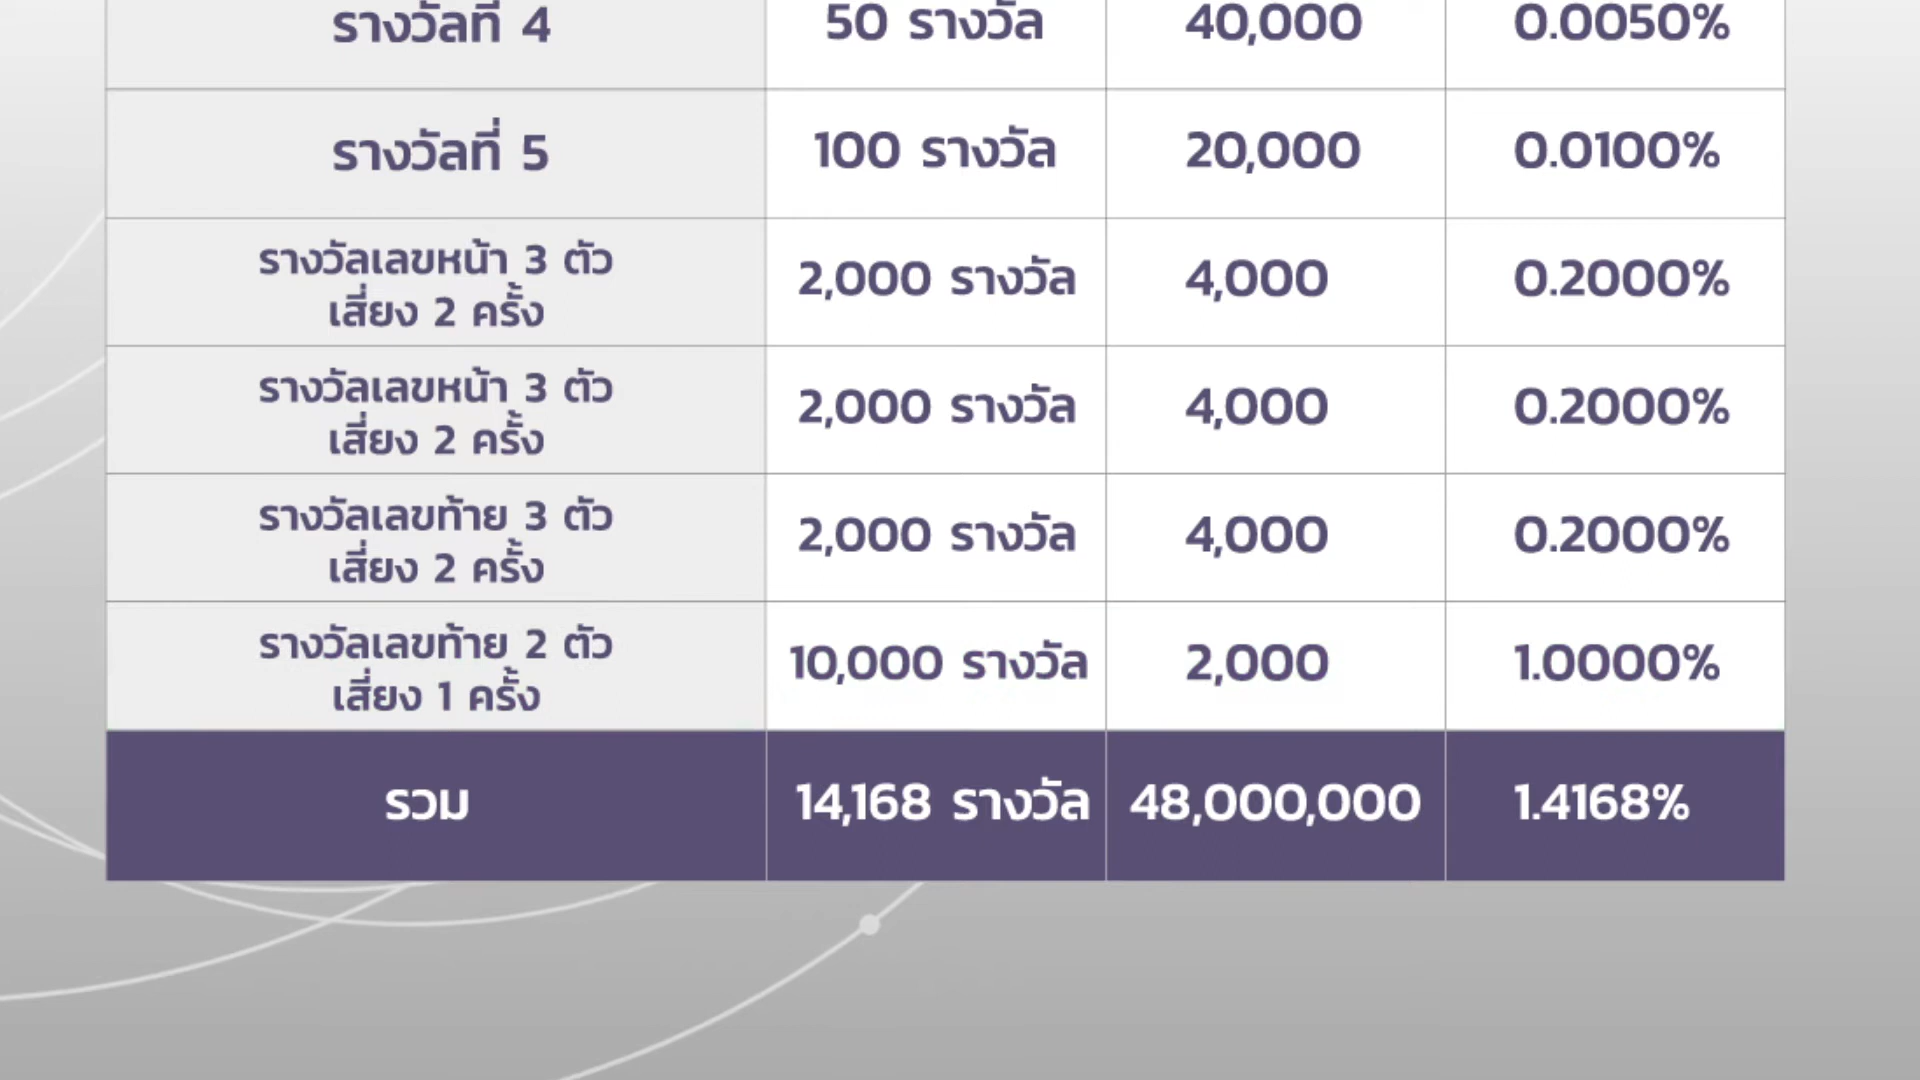 รางวัลที่ 4 50 รางวัล 40,000 0.0050%
รางวัลที่ 5 100 รางวัล 20,000 0.0100%
รางวัลเลขหน้า 3 ตัว
เสี่ยง 2 ครั้ง
2,000 รางวัล 4,000 0.2000%
รางวัลเลขหน้า 3 ตัว
เสี่ยง 2 ครั้ง
2,000 รางวัล 4,000 0.2000%
รางวัลเลขท้าย 3 ตัว
เสี่ยง 2 ครั้ง
2,000 รางวัล 4,000 0.2000%
รางวัลเลขท้าย 2 ตัว
เสี่ยง 1 ครั้ง
10,000 รางวัล 2,000 1.0000%
รวม 14,168 รางวัล 48,000,000 1.4168%